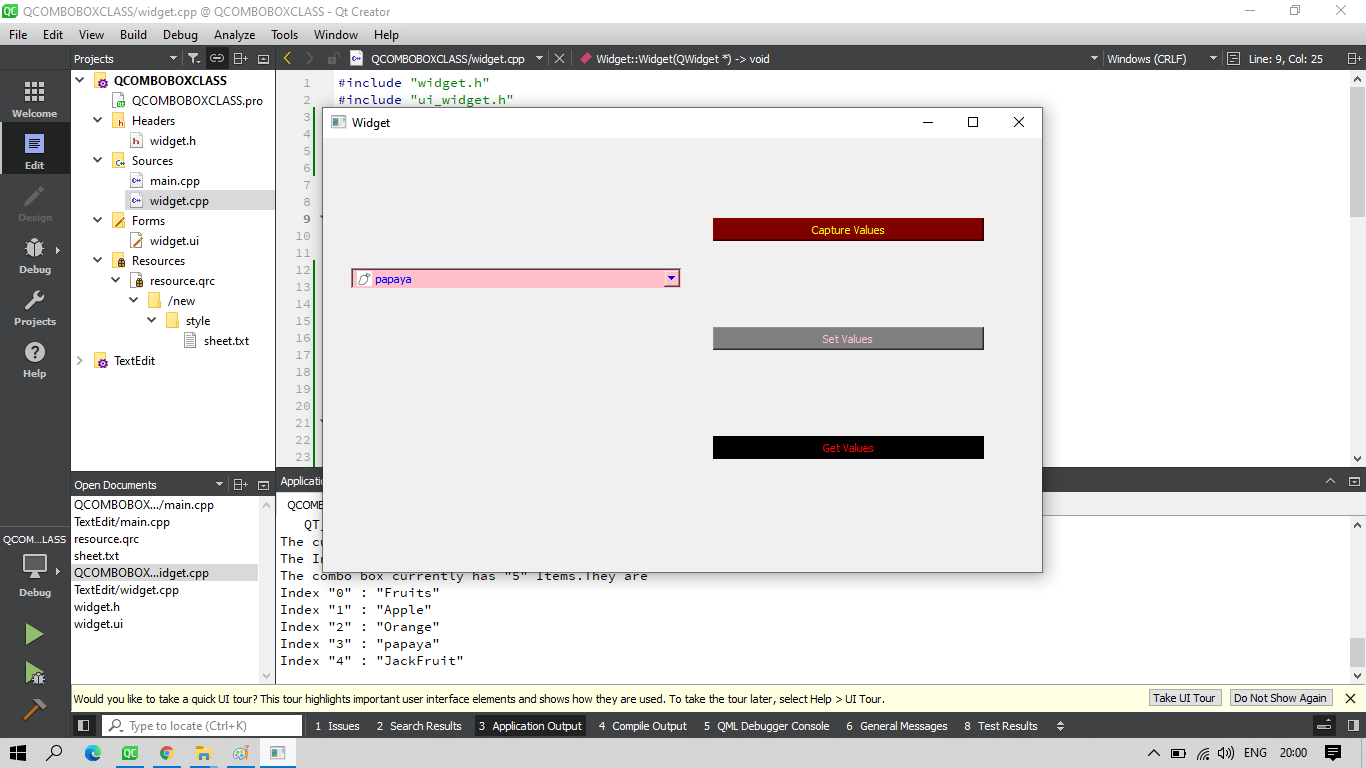 QCOMBOBOXCLASS/widget.cpp @ QCOMBOBOXCLASS - Qt Creator
File Edit View Build Debug Analyze Tools Window Help
Projects
QCOMBOBOXCLASS/widget.cpp
Widget::Widget(QWidget *) -> void
Windows (CRLF)
Line: 9, Col: 25
Welcome
Edit
Design
Debug
Projects
Help
QCOM...LASS
Debug
QCOMBOBOXCLASS
QCOMBOBOXCLASS.pro
Headers
widget.h
Sources
main.cpp
widget.cpp
Forms
widget.ui
Resources
resource.qrc
/new
style
sheet.txt
TextEdit
1 #include "widget.h"
2 #include "ui_widget.h"
3
4
5
6
7
8
9
10
11
12
13
14
15
16
17
18
19
20
21
22
23
Widget
papaya
Capture Values
Set Values
Get Values
Open Documents
QCOMBOBOX.../main.cpp
TextEdit/main.cpp
resource.qrc
sheet.txt
QCOMBOBOX...idget.cpp
TextEdit/widget.cpp
widget.h
widget.ui
Applicati
QCOMB
QT_
The cu
The In
The combo box currently has "5" Items.They are
Index "0" : "Fruits"
Index "1" : "Apple"
Index "2" : "Orange"
Index "3" : "papaya"
Index "4" : "JackFruit"
Would you like to take a quick UI tour? This tour highlights important user interface elements and shows how they are used. To take the tour later, select Help > UI Tour.
Take UI Tour
Do Not Show Again
Type to locate (Ctrl+K)
1 Issues 2 Search Results 3 Application Output 4 Compile Output 5 QML Debugger Console 6 General Messages 8 Test Results
ENG 20:00